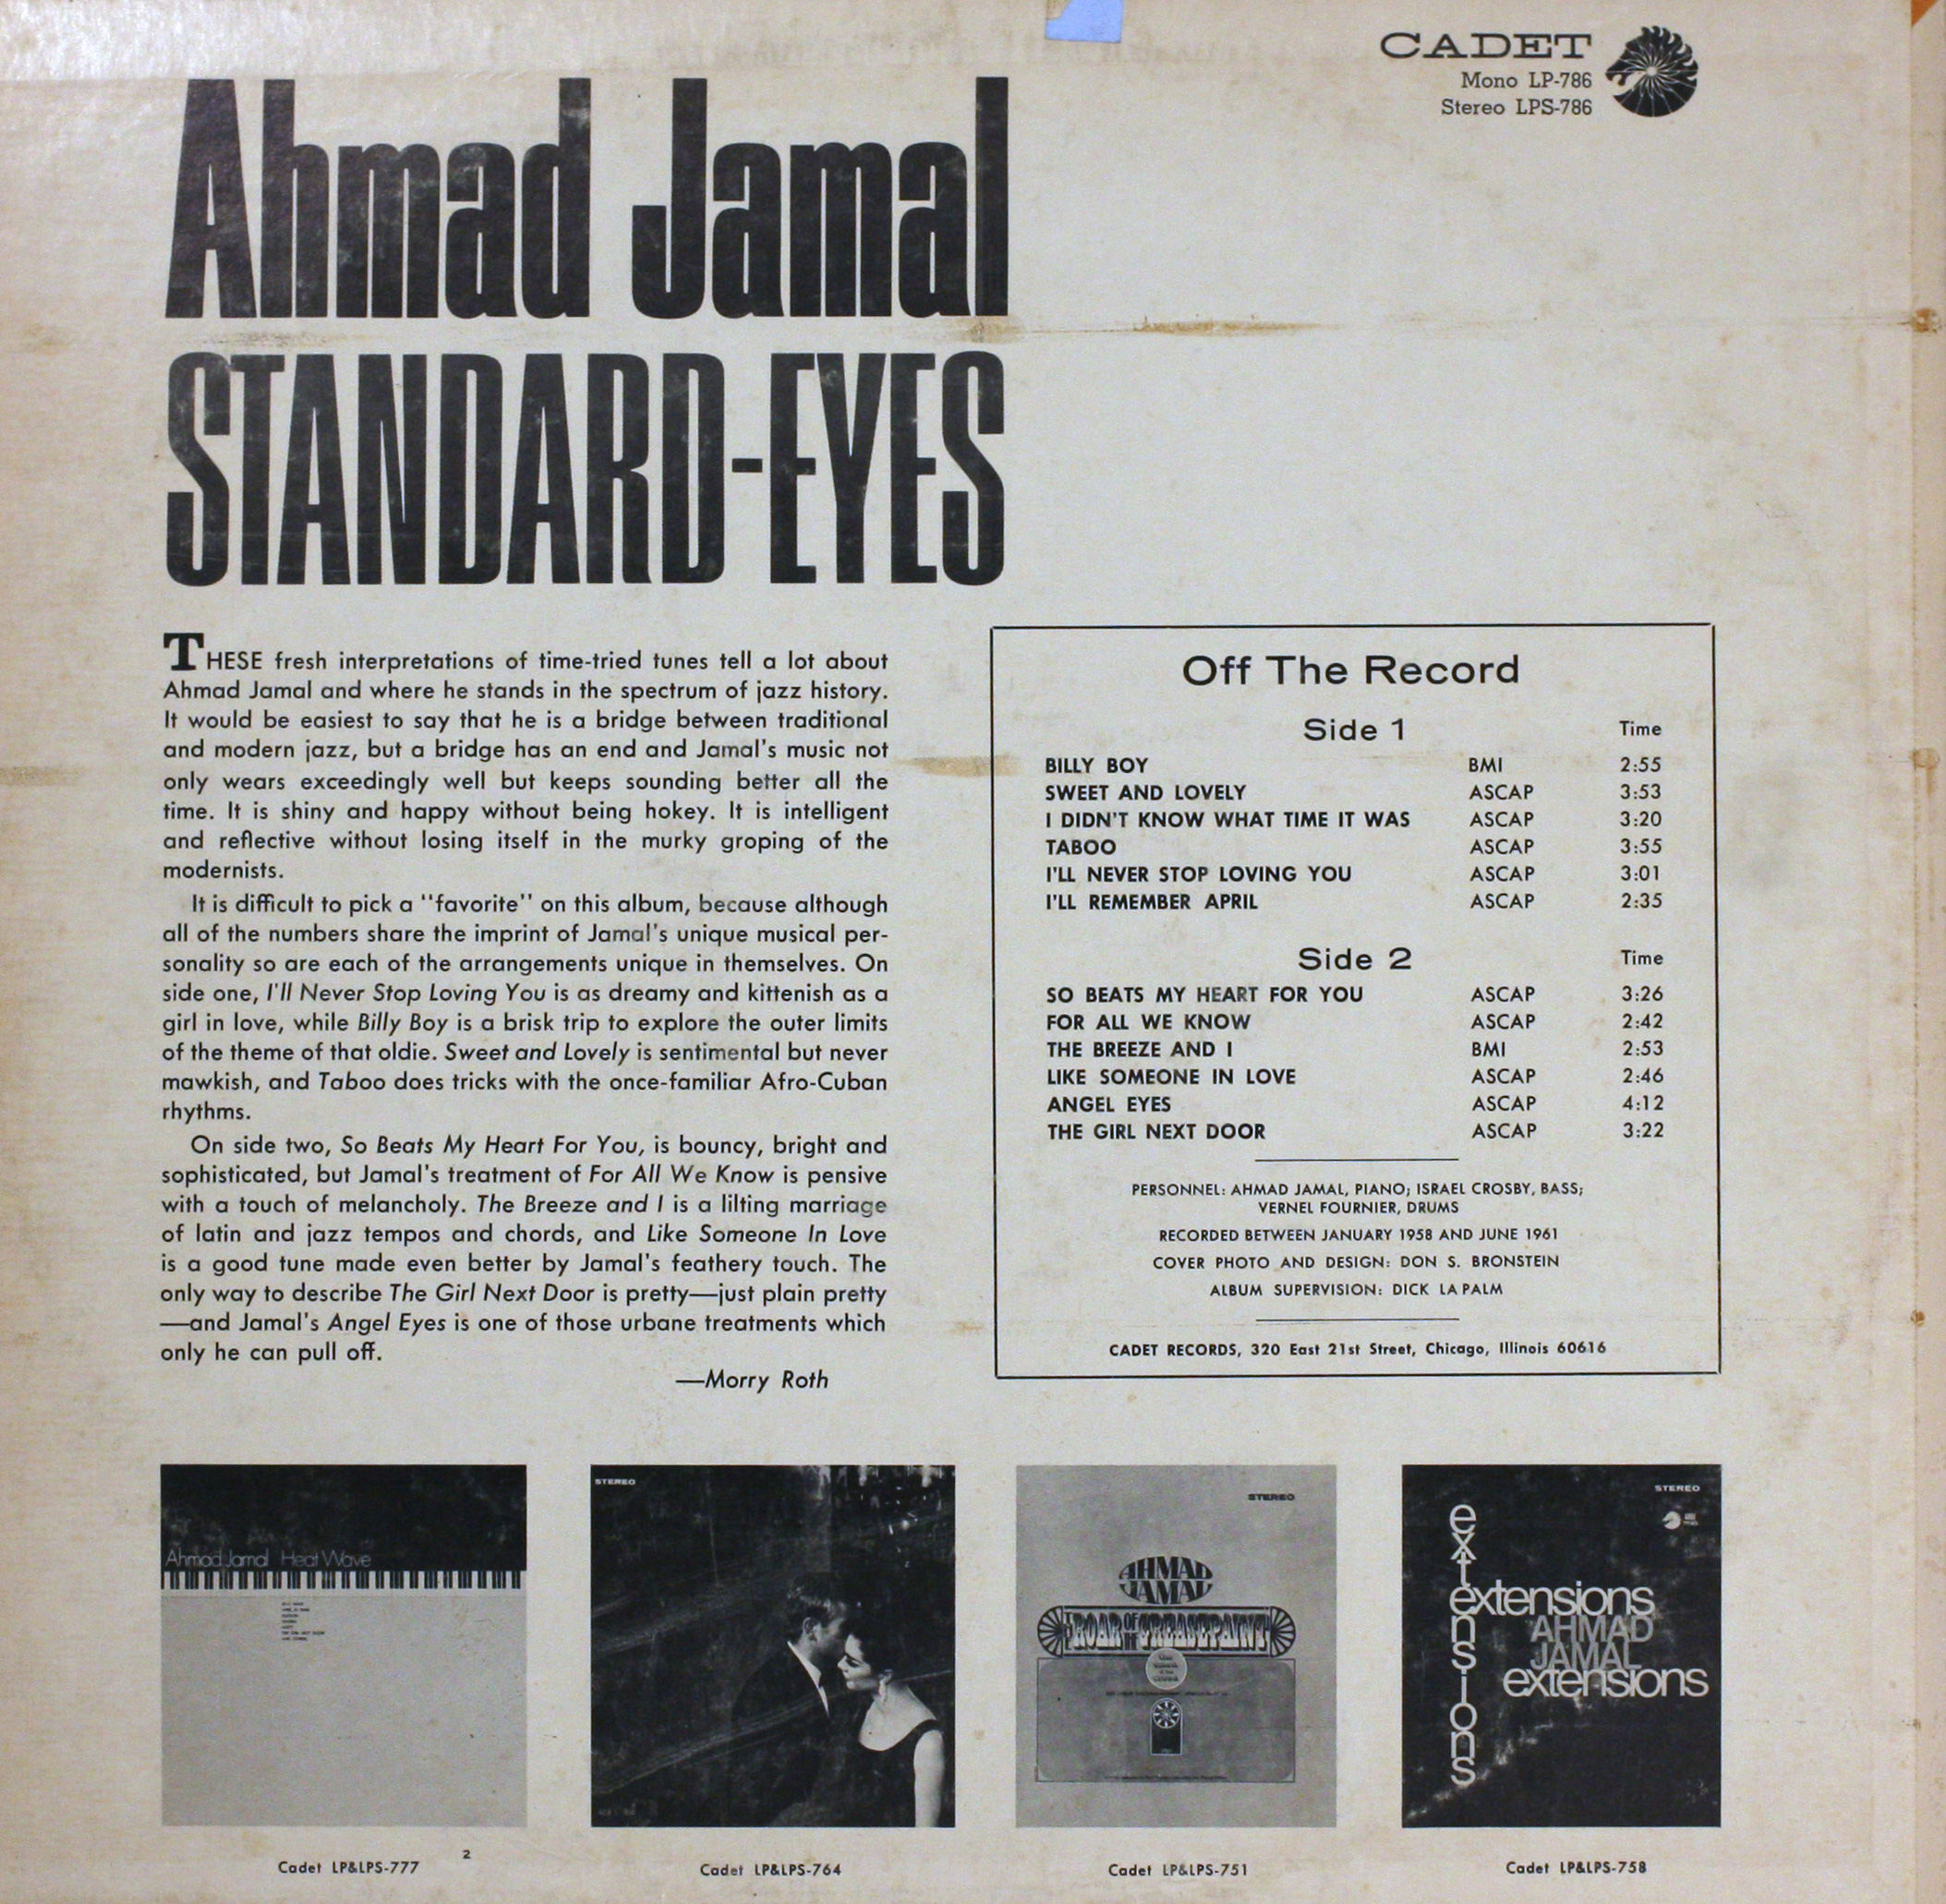 CADET
Mono LP-786
Stereo LPS-786
Ahmad Jamal
STANDARD-EYES
THESE fresh interpretations of time-tried tunes tell a lot about
Ahmad Jamal and where he stands in the spectrum of jazz history.
It would be easiest to say that he is a bridge between traditional
and modern jazz, but a bridge has an end and Jamal's music not
only wears exceedingly well but keeps sounding better all the
time. It is shiny and happy without being hokey. It is intelligent
and reflective without losing itself in the murky groping of the
modernists.
It is difficult to pick a "favorite" on this album, because although
all of the numbers share the imprint of Jamal's unique musical per-
sonality so are each of the arrangements unique in themselves. On
side one, I'll Never Stop Loving You is as dreamy and kittenish as a
girl in love, while Billy Boy is a brisk trip to explore the outer limits
of the theme of that oldie. Sweet and Lovely is sentimental but never
mawkish, and Taboo does tricks with the once-familiar Afro-Cuban
rhythms.
On side two, So Beats My Heart For You, is bouncy, bright and
sophisticated, but Jamal's treatment of For All We Know is pensive
with a touch of melancholy. The Breeze and I is a lilting marriage
of latin and jazz tempos and chords, and Like Someone In Love
is a good tune made even better by Jamal's feathery touch. The
only way to describe The Girl Next Door is pretty—just plain pretty
—and Jamal's Angel Eyes is one of those urbane treatments which
only he can pull off.
—Morry Roth
Off The Record
Side 1 Time
BILLY BOY BMI 2:55
SWEET AND LOVELY ASCAP 3:53
I DIDN'T KNOW WHAT TIME IT WAS ASCAP 3:20
TABOO ASCAP 3:55
I'LL NEVER STOP LOVING YOU ASCAP 3:01
I'LL REMEMBER APRIL ASCAP 2:35
Side 2 Time
SO BEATS MY HEART FOR YOU ASCAP 3:26
FOR ALL WE KNOW ASCAP 2:42
THE BREEZE AND I BMI 2:53
LIKE SOMEONE IN LOVE ASCAP 2:46
ANGEL EYES ASCAP 4:12
THE GIRL NEXT DOOR ASCAP 3:22
PERSONNEL: AHMAD JAMAL, PIANO; ISRAEL CROSBY, BASS;
VERNEL FOURNIER, DRUMS
RECORDED BETWEEN JANUARY 1958 AND JUNE 1961
COVER PHOTO AND DESIGN: DON S. BRONSTEIN
ALBUM SUPERVISION: DICK LA PALM
CADET RECORDS, 320 East 21st Street, Chicago, Illinois 60616
Ahmad Jamal Heat Wave
STEREO
STEREO
AHMAD
JAMAL
THE ROAR OF THE GREASEPAINT
STEREO
extensions
extensions
AHMAD
JAMAL
extensions
2
Cadet LP&LPS-777
Cadet LP&LPS-764
Cadet LP&LPS-751
Cadet LP&LPS-758